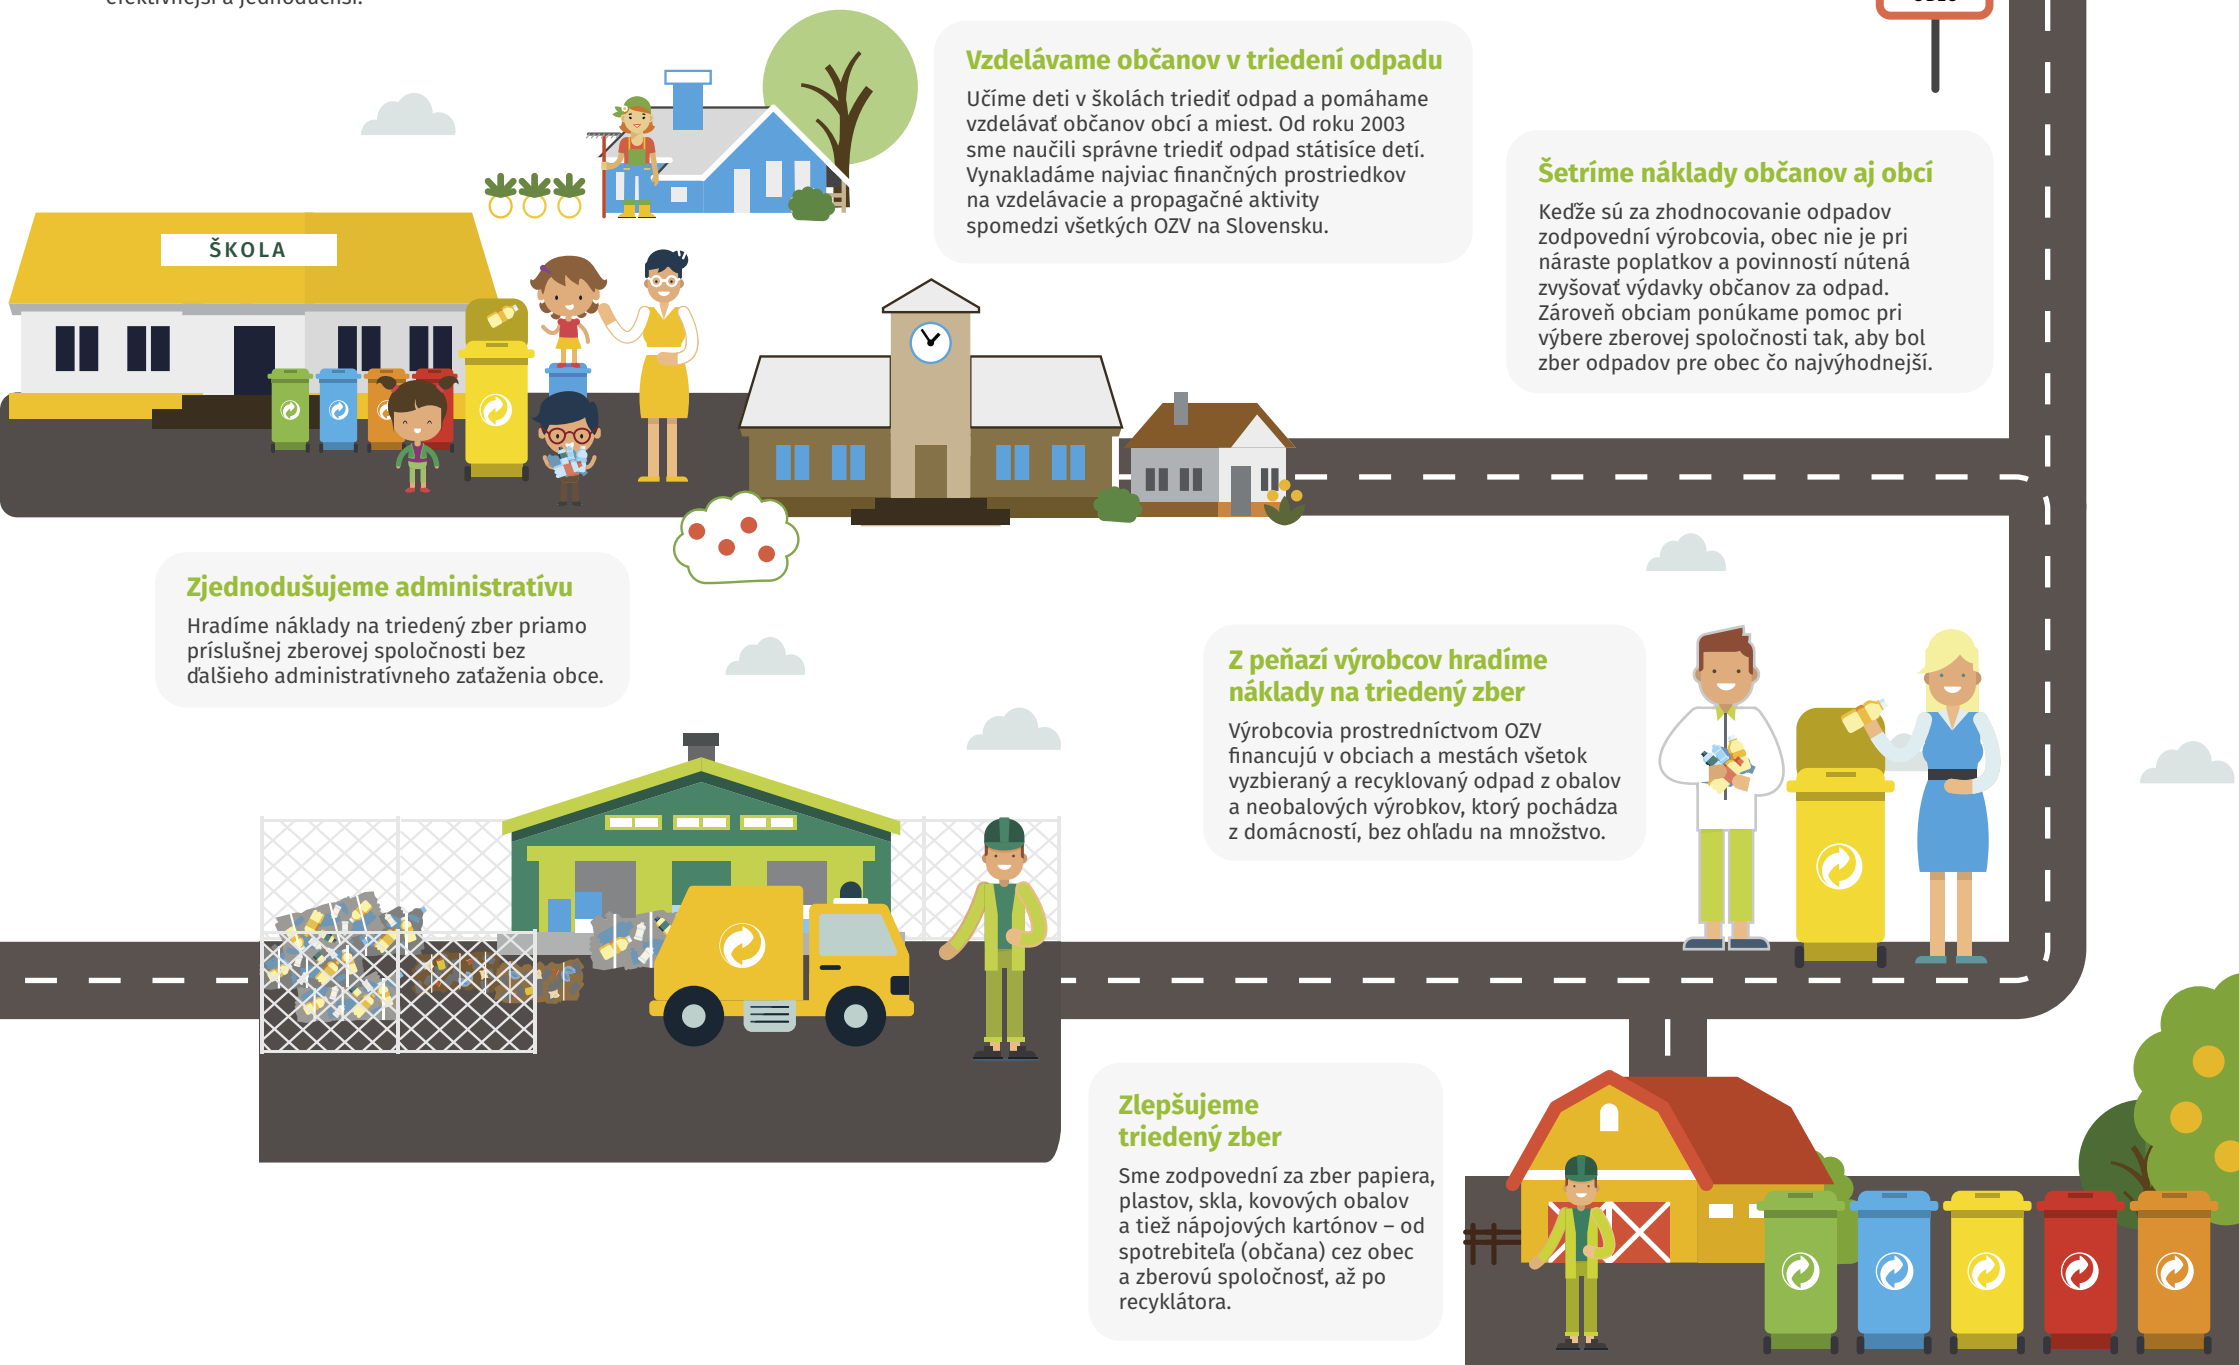 Vzdelávame občanov v triedení odpadu
Učíme deti v školách triediť odpad a pomáhame
vzdelávať občanov obcí a miest. Od roku 2003
sme naučili správne triediť odpad státisíce detí.
Vynakladáme najviac finančných prostriedkov
na vzdelávacie a propagačné aktivity
spomedzi všetkých OZV na Slovensku.
Šetríme náklady občanov aj obcí
Keďže sú za zhodnocovanie odpadov
zodpovední výrobcovia, obec nie je pri
náraste poplatkov a povinností nútená
zvyšovať výdavky občanov za odpad.
Zároveň obciam ponúkame pomoc pri
výbere zberovej spoločnosti tak, aby bol
zber odpadov pre obec čo najvýhodnejší.
ŠKOLA
Zjednodušujeme administratívu
Hradíme náklady na triedený zber priamo
príslušnej zberovej spoločnosti bez
ďalšieho administratívneho zaťaženia obce.
Z peňazí výrobcov hradíme
náklady na triedený zber
Výrobcovia prostredníctvom OZV
financujú v obciach a mestách všetok
vyzbieraný a recyklovaný odpad z obalov
a neobalových výrobkov, ktorý pochádza
z domácností, bez ohľadu na množstvo.
Zlepšujeme
triedený zber
Sme zodpovední za zber papiera,
plastov, skla, kovových obalov
a tiež nápojových kartónov – od
spotrebiteľa (občana) cez obec
a zberovú spoločnosť, až po
recyklátora.